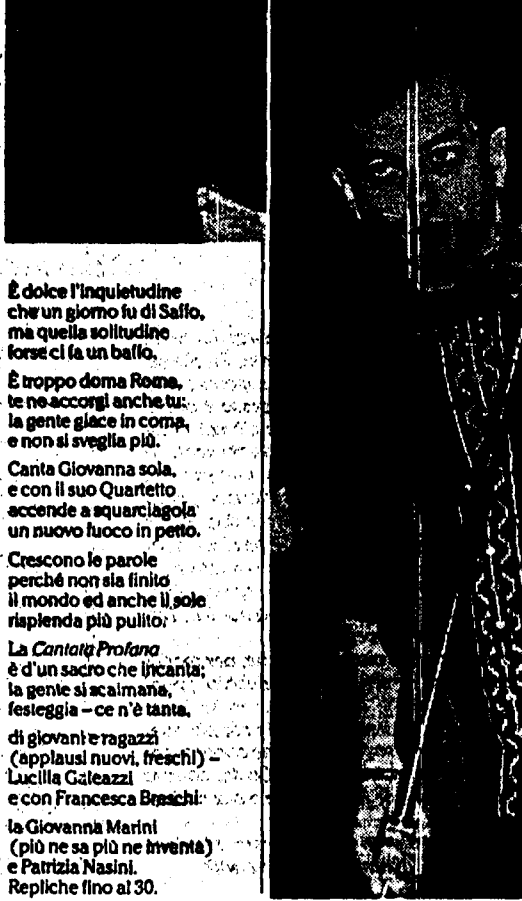 È dolce l'inquietudine
che un giorno fu di Saffo,
ma quella solitudine
forse ci fa un baffo.
È troppo doma Roma,
te ne accorgi anche tu:
la gente giace in coma,
e non si sveglia più.
Canta Giovanna sola,
e con il suo Quartetto
accende a squarciagola
un nuovo fuoco in petto.
Crescono le parole
perché non sia finito
il mondo ed anche il sole
risplenda più pulito.
La Cantata Profana
è d'un sacro che incanta;
la gente si scalmana,
festeggia – ce n'è tanta,
di giovani e ragazzi
(applausi nuovi, freschi) –
Lucilla Galeazzi
e con Francesca Breschi
la Giovanna Marini
(più ne sa più ne inventa)
e Patrizia Nasini.
Repliche fino al 30.